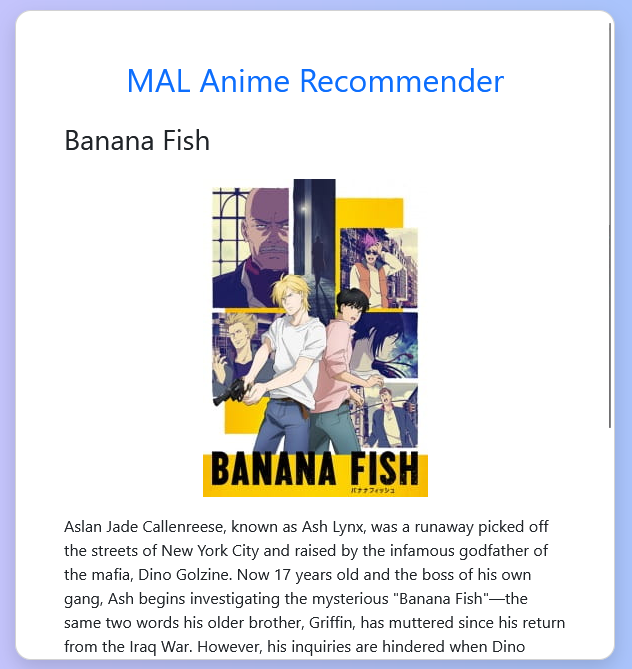 MAL Anime Recommender
Banana Fish
BANANA FISH
バナナフィッシュ
Aslan Jade Callenreese, known as Ash Lynx, was a runaway picked off
the streets of New York City and raised by the infamous godfather of
the mafia, Dino Golzine. Now 17 years old and the boss of his own
gang, Ash begins investigating the mysterious "Banana Fish"—the
same two words his older brother, Griffin, has muttered since his return
from the Iraq War. However, his inquiries are hindered when Dino